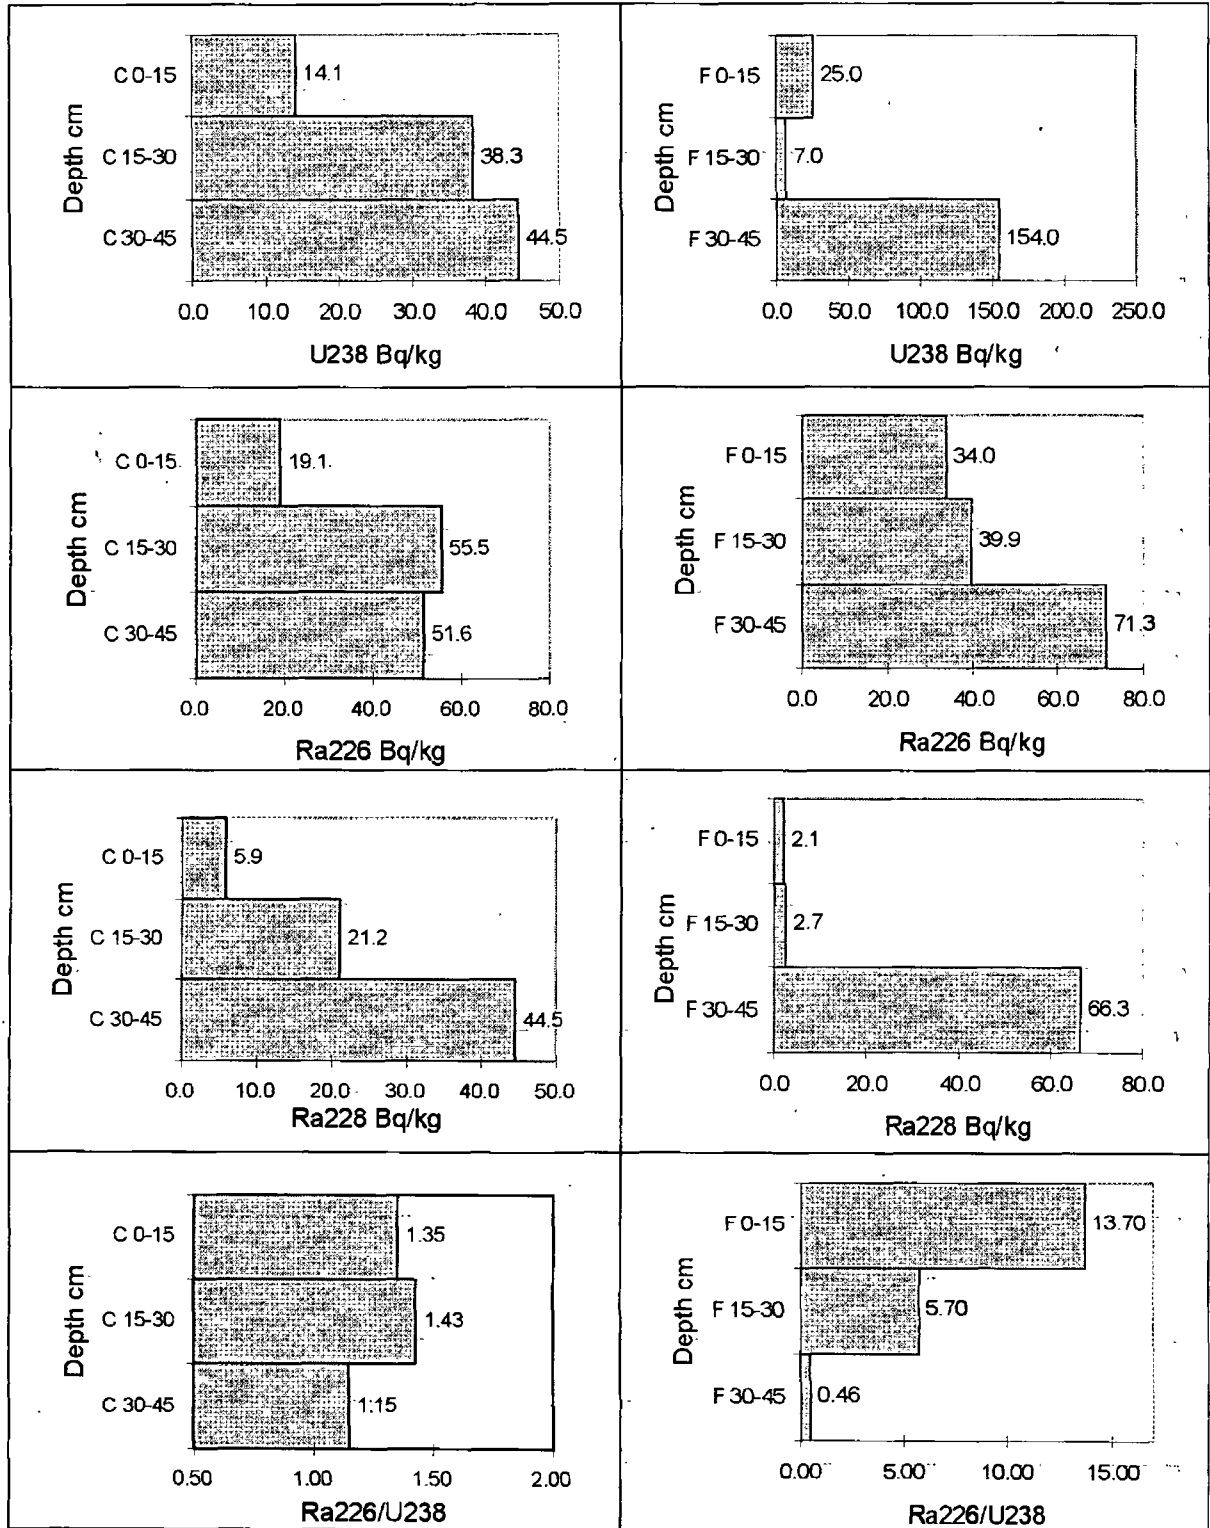 Depth cm
C 0-15
14.1
C 15-30
38.3
C 30-45
44.5
0.0 10.0 20.0 30.0 40.0 50.0
U238 Bq/kg
Depth cm
F 0-15
25.0
F 15-30
7.0
F 30-45
154.0
0.0 50.0 100.0 150.0 200.0 250.0
U238 Bq/kg
Depth cm
C 0-15
19.1
C 15-30
55.5
C 30-45
51.6
0.0 20.0 40.0 60.0 80.0
Ra226 Bq/kg
Depth cm
F 0-15
34.0
F 15-30
39.9
F 30-45
71.3
0.0 20.0 40.0 60.0 80.0
Ra226 Bq/kg
Depth cm
C 0-15
5.9
C 15-30
21.2
C 30-45
44.5
0.0 10.0 20.0 30.0 40.0 50.0
Ra228 Bq/kg
Depth cm
F 0-15
2.1
F 15-30
2.7
F 30-45
66.3
0.0 20.0 40.0 60.0 80.0
Ra228 Bq/kg
Depth cm
C 0-15
1.35
C 15-30
1.43
C 30-45
1.15
0.50 1.00 1.50 2.00
Ra226/U238
Depth cm
F 0-15
13.70
F 15-30
5.70
F 30-45
0.46
0.00 5.00 10.00 15.00
Ra226/U238